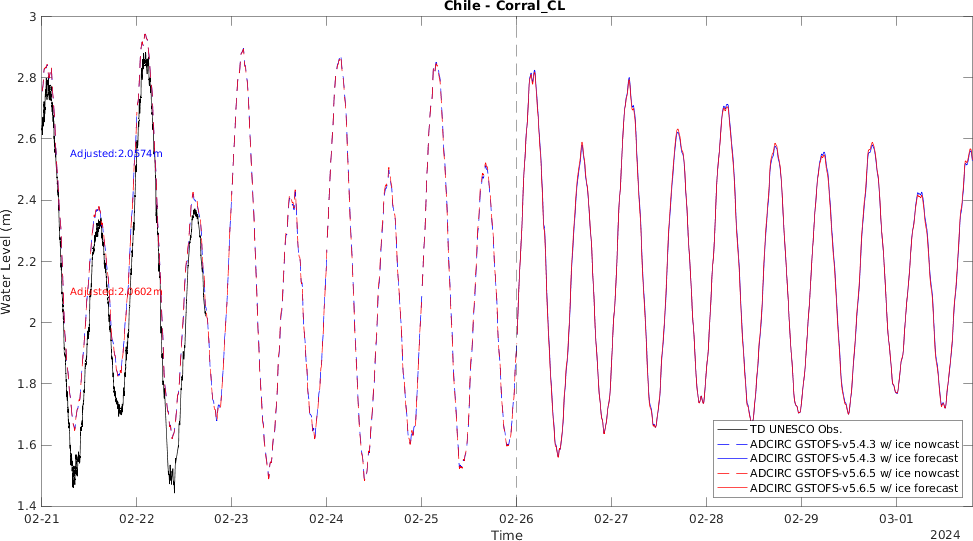 Chile - Corral_CL
Water Level (m)
3
2.8
2.6
2.4
2.2
2
1.8
1.6
1.4
Adjusted:2.0574m
Adjusted:2.0602m
TD UNESCO Obs.
ADCIRC GSTOFS-v5.4.3 w/ ice nowcast
ADCIRC GSTOFS-v5.4.3 w/ ice forecast
ADCIRC GSTOFS-v5.6.5 w/ ice nowcast
ADCIRC GSTOFS-v5.6.5 w/ ice forecast
02-21 02-22 02-23 02-24 02-25 02-26 02-27 02-28 02-29 03-01
Time
2024